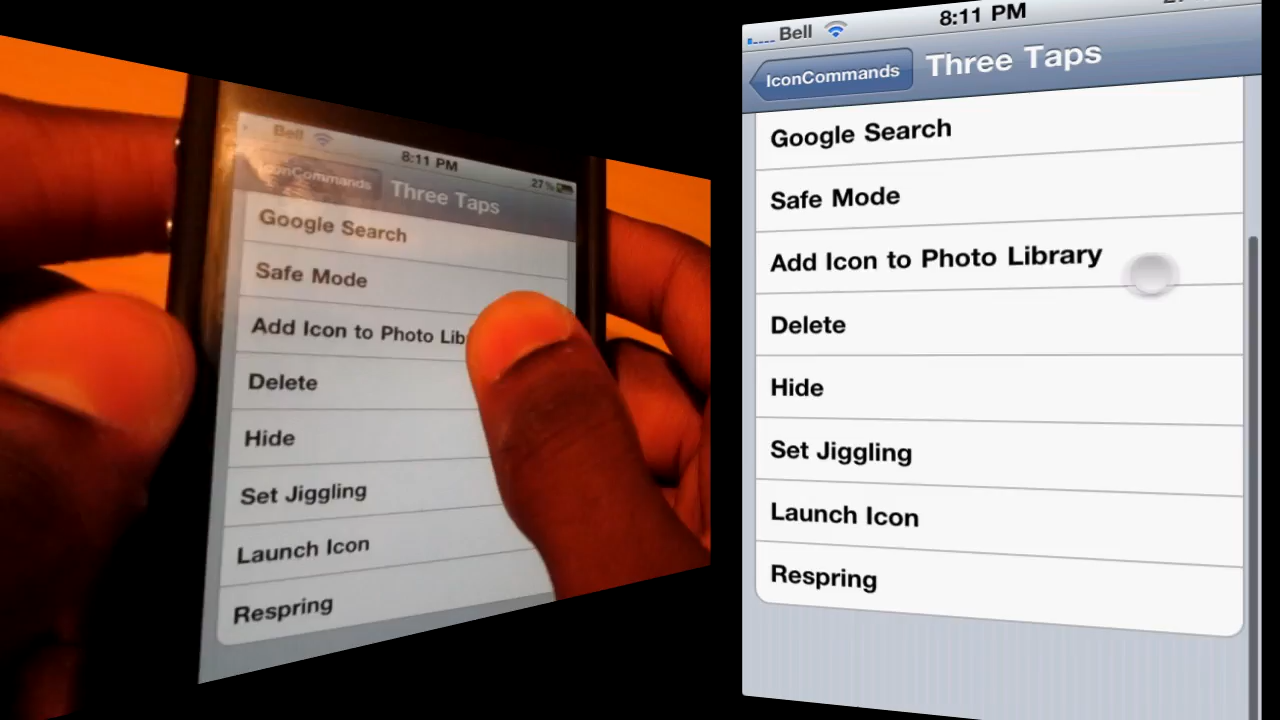 Bell
8:11 PM
27%
IconCommands
Three Taps
Google Search
Safe Mode
Add Icon to Photo Lib
Delete
Hide
Set Jiggling
Launch Icon
Respring
Bell
8:11 PM
IconCommands
Three Taps
Google Search
Safe Mode
Add Icon to Photo Library
Delete
Hide
Set Jiggling
Launch Icon
Respring